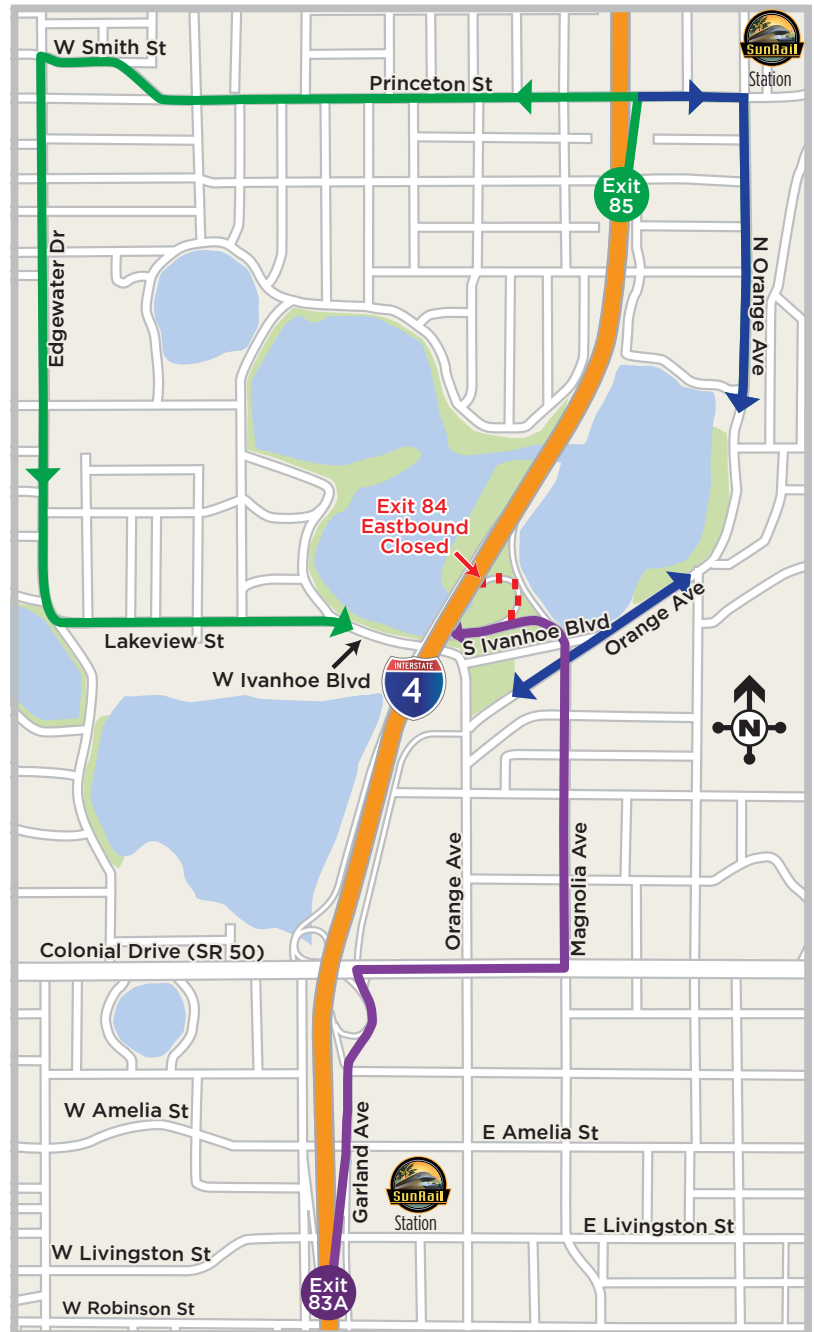 W Smith St
SunRail
Station
Princeton St
Exit
85
Edgewater Dr
N Orange Ave
Exit 84
Eastbound
Closed
S Ivanhoe Blvd
Orange Ave
Lakeview St
W Ivanhoe Blvd
INTERSTATE
4
N
Orange Ave
Magnolia Ave
Colonial Drive (SR 50)
W Amelia St
Garland Ave
E Amelia St
SunRail
Station
E Livingston St
W Livingston St
Exit
83A
W Robinson St